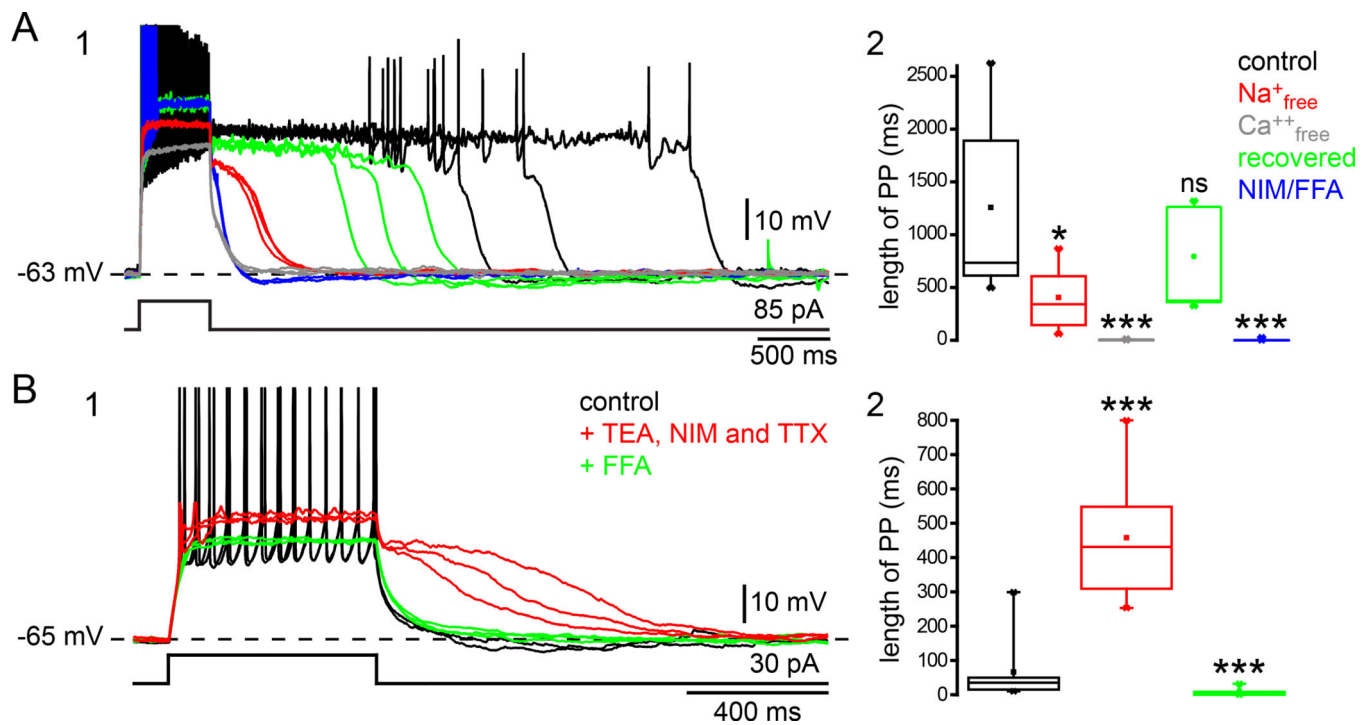 A
1
-63 mV
10 mV
85 pA
500 ms
2
length of PP (ms)
2500
2000
1500
1000
500
0
*
***
ns
***
control
Na+free
Ca++free
recovered
NIM/FFA
B
1
control
+ TEA, NIM and TTX
+ FFA
-65 mV
10 mV
30 pA
400 ms
2
length of PP (ms)
800
700
600
500
400
300
200
100
0
***
***